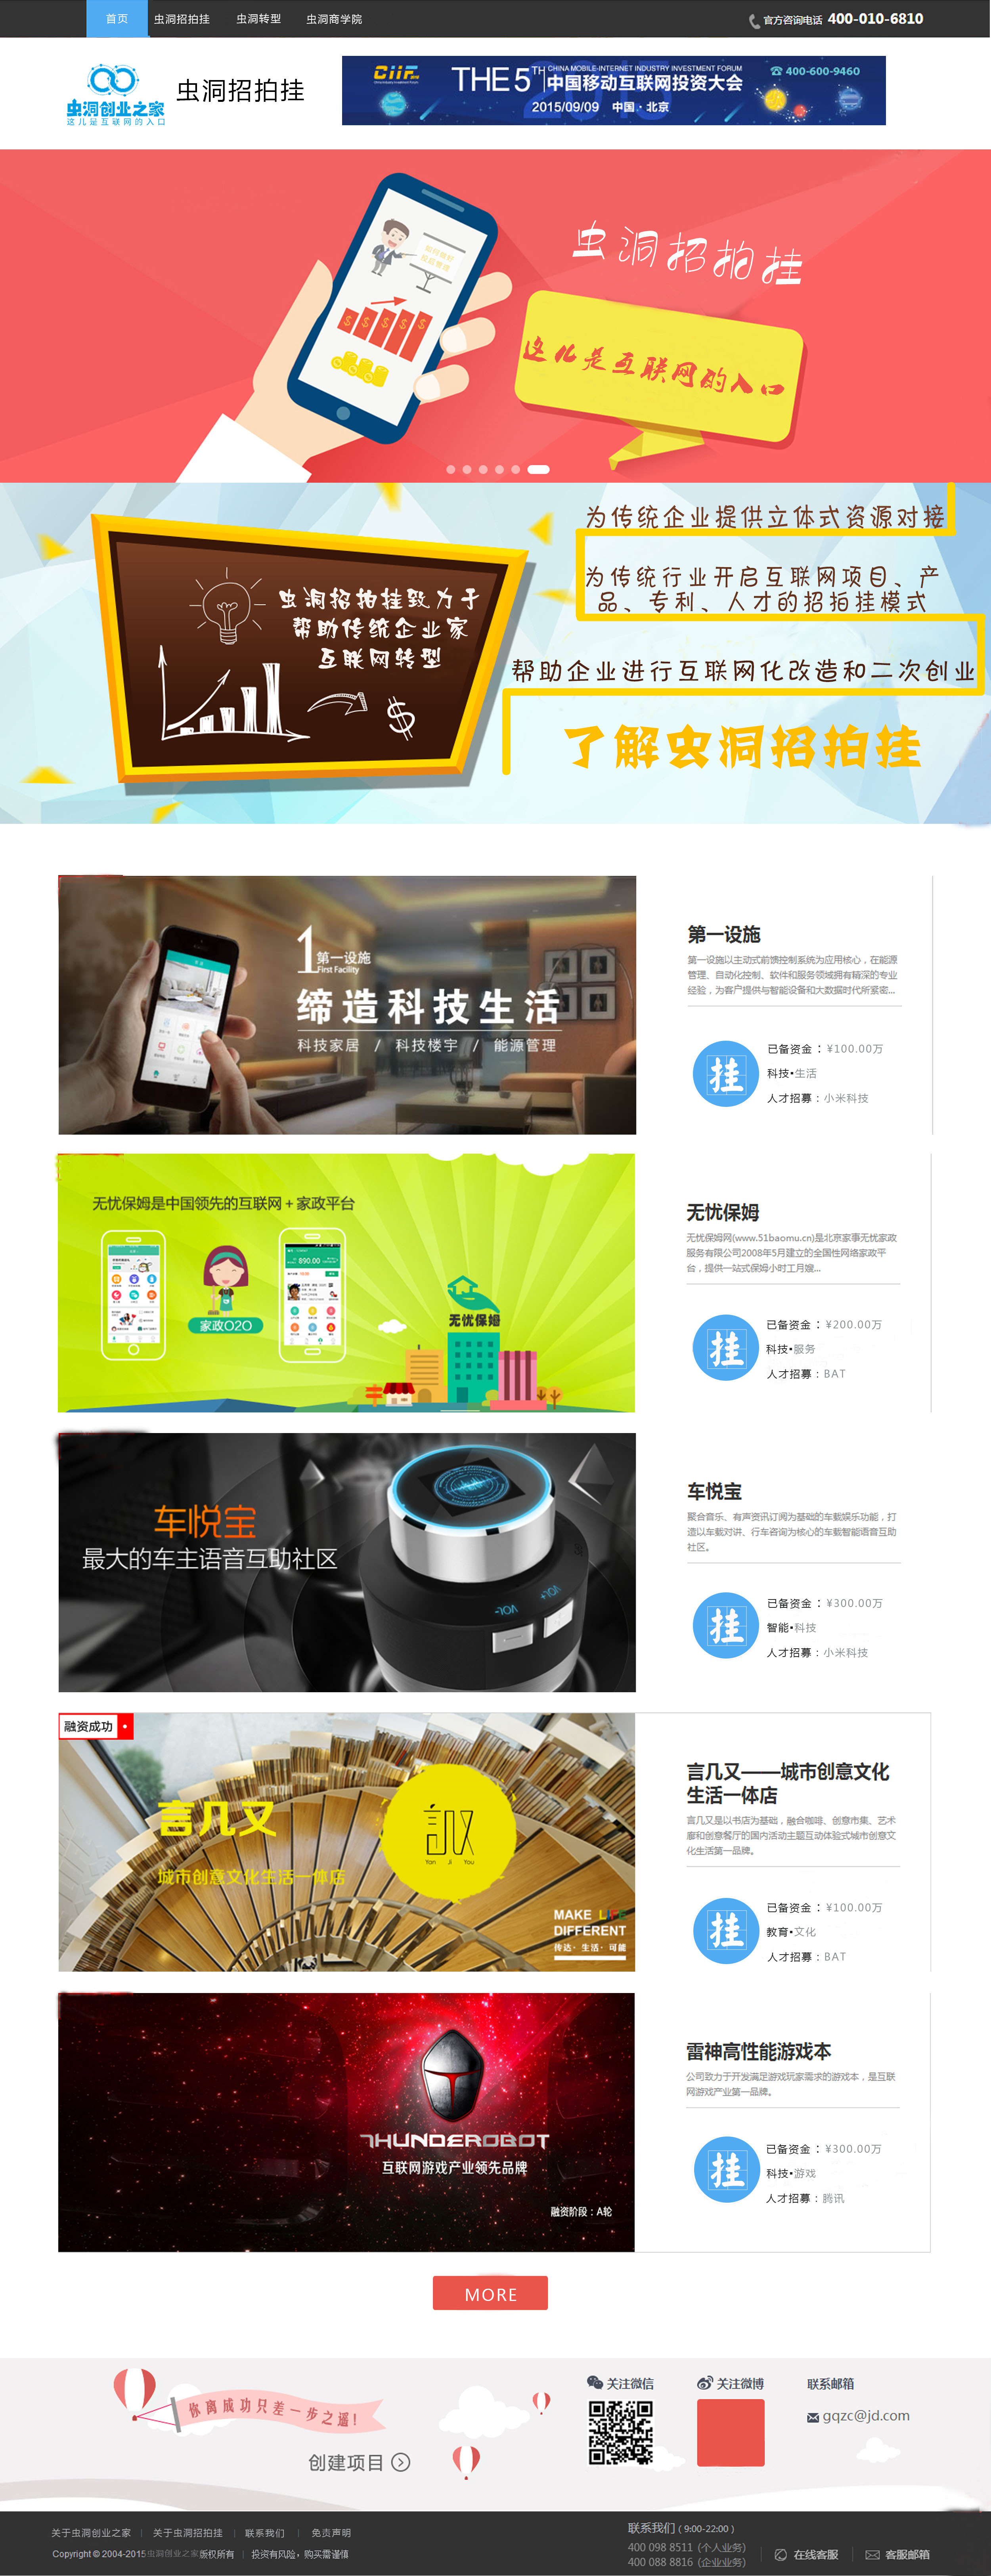 首页 虫洞招拍挂 虫洞转型 虫洞商学院
官方咨询电话 400-010-6810
虫洞创业之家
这儿是互联网的入口
虫洞招拍挂
CiiF
THE 5TH
CHINA MOBILE-INTERNET INDUSTRY INVESTMENT FORUM
中国移动互联网投资大会
2015
2015/09/09 中国·北京
400-600-9460
虫洞招拍挂
这儿是互联网的入口
虫洞招拍挂致力于
帮助传统企业家
互联网转型
为传统企业提供立体式资源对接
为传统行业开启互联网项目、产
品、专利、人才的招拍挂模式
帮助企业进行互联网化改造和二次创业
了解虫洞招拍挂
1 第一设施
First Facility
缔造科技生活
科技家居 / 科技楼宇 / 能源管理
第一设施
第一设施以主动式前馈控制系统为应用核心，在能源
管理、自动化控制、软件和服务领域拥有精深的专业
经验，为客户提供与智能设备和大数据时代所紧密...
挂
已备资金 ：¥100.00万
科技•生活
人才招募：小米科技
无忧保姆是中国领先的互联网+家政平台
890.00
家政O2O
无忧保姆
无忧保姆
无忧保姆网(www.51baomu.cn)是北京家事无忧家政
服务有限公司2008年5月建立的全国性网络家政平
台，提供一站式保姆小时工月嫂...
挂
已备资金 ：¥200.00万
科技•服务
人才招募：BAT
车悦宝
最大的车主语音互助社区
VOL- VOL+
车悦宝
聚合音乐、有声资讯订阅为基础的车载娱乐功能，打
造以车载对讲、行车咨询为核心的车载智能语音互助
社区。
挂
已备资金 ：¥300.00万
智能•科技
人才招募：小米科技
融资成功
言几又
城市创意文化生活一体店
Yan Ji You
MAKE LIFE
DIFFERENT
传达·生活·可能
言几又——城市创意文化
生活一体店
言几又是以书店为基础，融合咖啡、创意市集、艺术
廊和创意餐厅的国内活动主题互动体验式城市创意文
化生活第一品牌。
挂
已备资金 ：¥100.00万
教育•文化
人才招募：BAT
THUNDEROBOT
互联网游戏产业领先品牌
融资阶段：A轮
雷神高性能游戏本
公司致力于开发满足游戏玩家需求的游戏本，是互联
网游戏产业第一品牌。
挂
已备资金 ：¥300.00万
科技•游戏
人才招募：腾讯
MORE
你离成功只差一步之遥!
创建项目
关注微信
关注微博
联系邮箱
gqzc@jd.com
关于虫洞创业之家 | 关于虫洞招拍挂 | 联系我们 | 免责声明
Copyright © 2004-2015虫洞创业之家版权所有 | 投资有风险，购买需谨慎
联系我们 ( 9:00-22:00 )
400 098 8511 (个人业务)
400 088 8816 (企业业务)
在线客服
客服邮箱